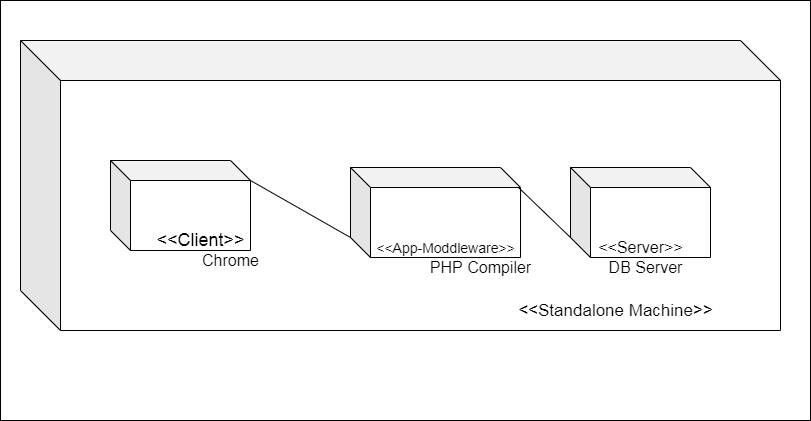 <<Client>>
Chrome
<<App-Moddleware>>
PHP Compiler
<<Server>>
DB Server
<<Standalone Machine>>